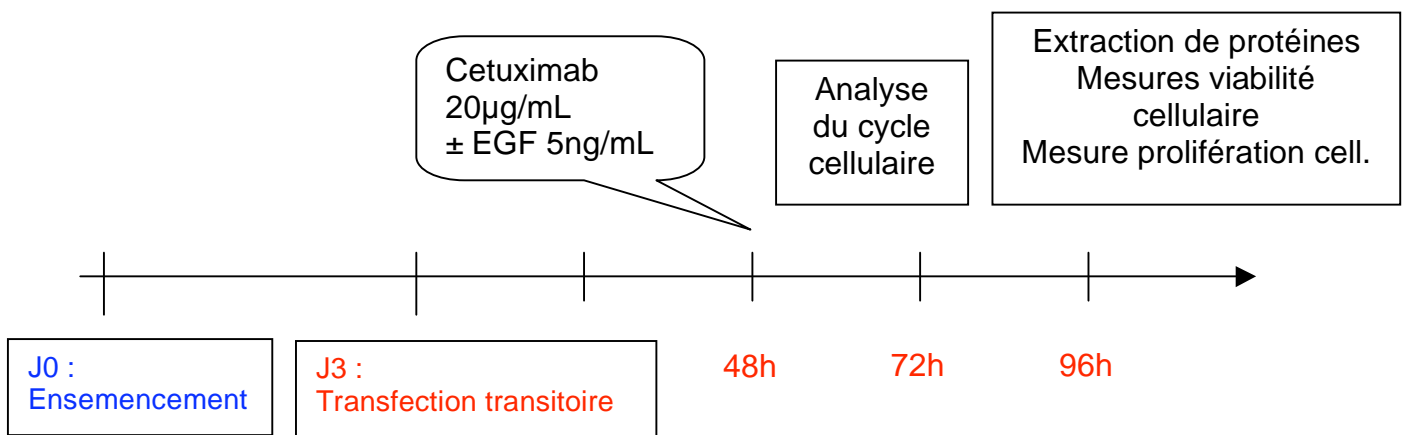 Cetuximab
20µg/mL
± EGF 5ng/mL
Analyse
du cycle
cellulaire
Extraction de protéines
Mesures viabilité
cellulaire
Mesure prolifération cell.
J0 :
Ensemencement
J3 :
Transfection transitoire
48h
72h
96h